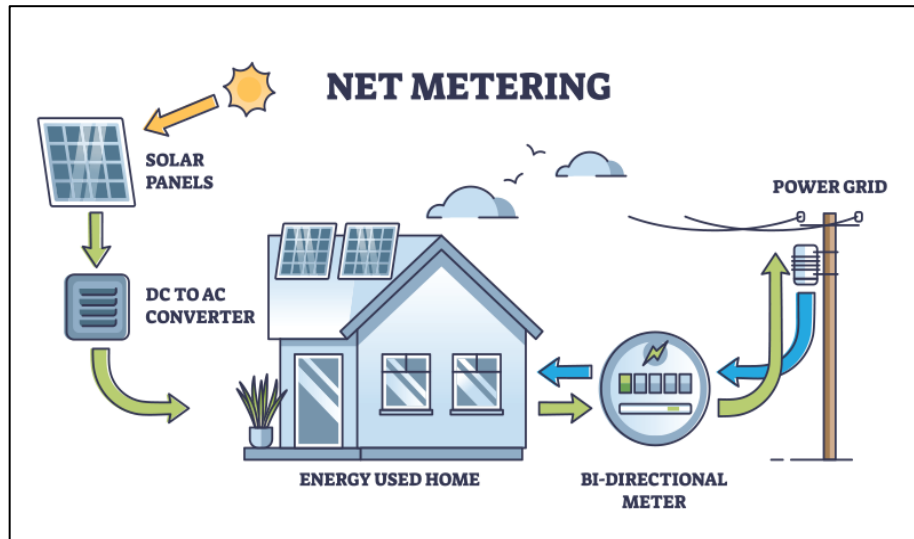 NET METERING
SOLAR
PANELS
POWER GRID
DC TO AC
CONVERTER
ENERGY USED HOME
BI-DIRECTIONAL
METER